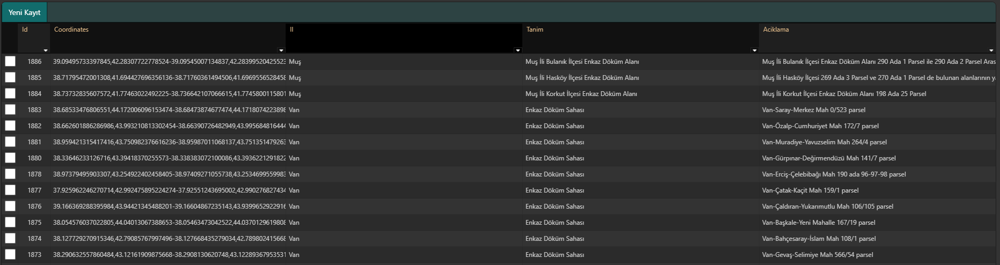 Yeni Kayıt
Id Coordinates Il Tanim Aciklama
1886 39.09495733397845,42.28307722778524-39.09545007134837,42.28399520425523 Muş Muş İli Bulanık İlçesi Enkaz Döküm Alanı Muş İli Bulanık İlçesi Enkaz Döküm Alanı 290 Ada 1 Parsel ile 290 Ada 2 Parsel Aras
1885 38.71795472001308,41.694427696356136-38.71760361494506,41.6969556528458 Muş Muş İli Hasköy İlçesi Enkaz Döküm Alanı Muş İli Hasköy İlçesi 269 Ada 3 Parsel ve 270 Ada 1 Parsel de bulunan alanlarının ya
1884 38.73732835607572,41.77463022492225-38.736642107066615,41.7745800115801 Muş Muş İli Korkut İlçesi Enkaz Döküm Alanı Muş İli Korkut İlçesi Enkaz Döküm Alanı 198 Ada 25 Parsel
1883 38.68533476806551,44.172006096153474-38.68473874677474,44.1718074223898 Van Enkaz Döküm Sahası Van-Saray-Merkez Mah 0/523 parsel
1882 38.662601886286986,43.993210813302454-38.66390726482949,43.995684816444 Van Enkaz Döküm Sahası Van-Özalp-Cumhuriyet Mah 172/7 parsel
1881 38.959421315417416,43.750982376616236-38.95987011068137,43.751351479263 Van Enkaz Döküm Sahası Van-Muradiye-Yavuzselim Mah 264/4 parsel
1880 38.33646233126716,43.39418370255573-38.338383072100086,43.3936221291822 Van Enkaz Döküm Sahası Van-Gürpınar-Değirmendüzü Mah 141/7 parsel
1878 38.97379495903307,43.254922402458405-38.97409271055738,43.2534699559983 Van Enkaz Döküm Sahası Van-Erciş-Çelebibağı Mah 190 ada 96-97-98 parsel
1877 37.925962246270714,42.992475895224274-37.92551243695002,42.990276827434 Van Enkaz Döküm Sahası Van-Çatak-Kaçit Mah 159/1 parsel
1876 39.166369288395984,43.94421345488201-39.16604867235143,43.9399652922916 Van Enkaz Döküm Sahası Van-Çaldıran-Yukarımutlu Mah 106/105 parsel
1875 38.054576037022805,44.04013067388653-38.05463473042522,44.0370129619808 Van Enkaz Döküm Sahası Van-Başkale-Yeni Mahalle 167/19 parsel
1874 38.127729270915346,42.79085767997496-38.127668435279034,42.789802415668 Van Enkaz Döküm Sahası Van-Bahçesaray-İslam Mah 108/1 parsel
1873 38.290632557860484,43.12161909875668-38.2908130620748,43.12289367953531 Van Enkaz Döküm Sahası Van-Gevaş-Selimiye Mah 566/54 parsel